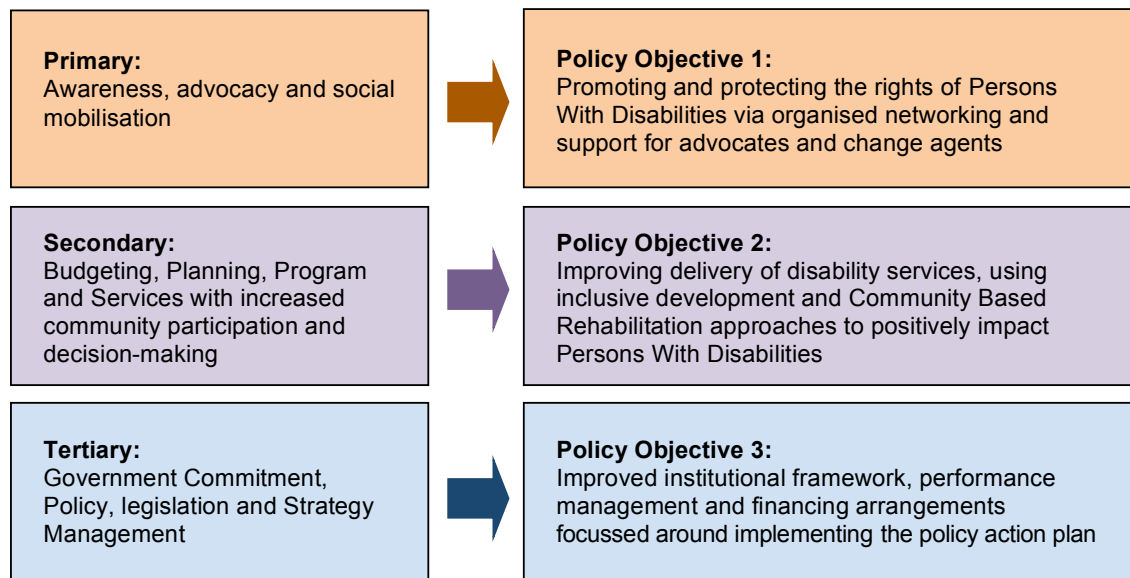 Primary:
Awareness, advocacy and social
mobilisation
Policy Objective 1:
Promoting and protecting the rights of Persons
With Disabilities via organised networking and
support for advocates and change agents
Secondary:
Budgeting, Planning, Program
and Services with increased
community participation and
decision-making
Policy Objective 2:
Improving delivery of disability services, using
inclusive development and Community Based
Rehabilitation approaches to positively impact
Persons With Disabilities
Tertiary:
Government Commitment,
Policy, legislation and Strategy
Management
Policy Objective 3:
Improved institutional framework, performance
management and financing arrangements
focussed around implementing the policy action plan